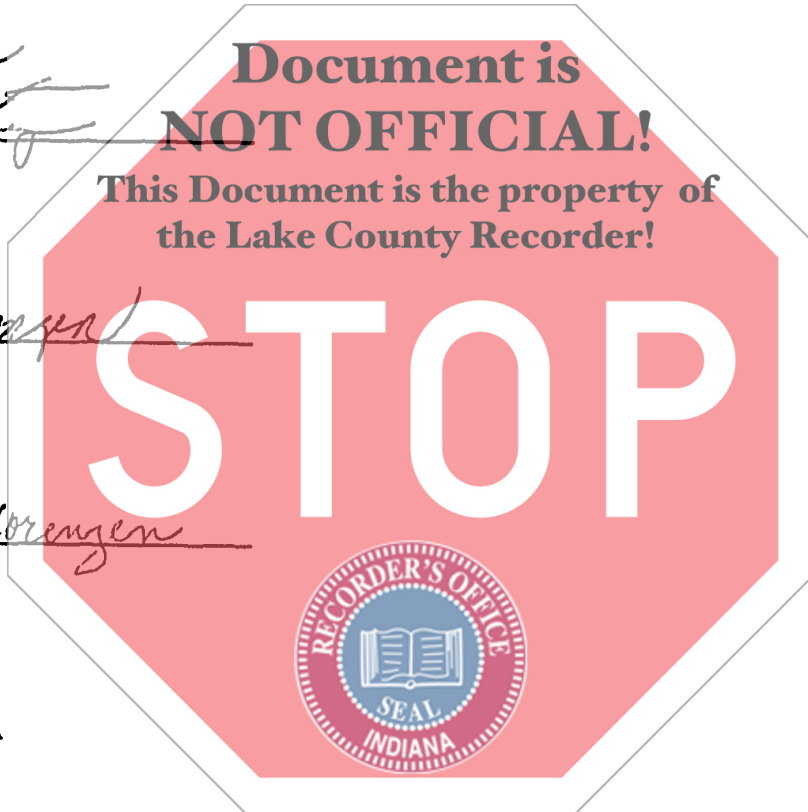 Document is
NOT OFFICIAL!
This Document is the property of
the Lake County Recorder!
STOP
orenzen
RECORDER'S OFFICE
SEAL
INDIANA